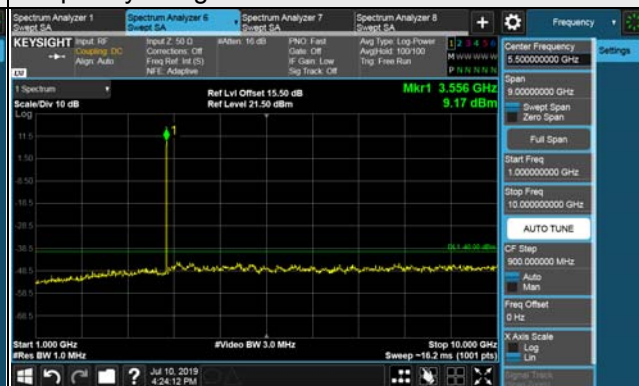 Spectrum Analyzer 1
Swept SA
Spectrum Analyzer 6
Swept SA
Spectrum Analyzer 7
Swept SA
Spectrum Analyzer 8
Swept SA
+
Frequency
KEYSIGHT
Input: RF
Coupling: DC
Align: Auto
Input Z: 50 Ω
Corrections: Off
Freq Ref: Int (S)
NFE: Adaptive
#Atten: 16 dB
PNO: Fast
Gate: Off
IF Gain: Low
Sig Track: Off
Avg Type: Log-Power
Avg|Hold: 100/100
Trig: Free Run
1 2 3 4 5 6
M W W W W W
P N N N N N
LXI
1 Spectrum
Scale/Div 10 dB
Log
Ref Lvl Offset 15.50 dB
Ref Level 21.50 dBm
Mkr1 3.556 GHz
9.17 dBm
1
11.5
1.50
-8.50
-18.5
-28.5
-38.5
DL1 -40.00 dBm
-48.5
-58.5
-68.5
Start 1.000 GHz
#Res BW 1.0 MHz
#Video BW 3.0 MHz
Stop 10.000 GHz
Sweep ~16.2 ms (1001 pts)
Center Frequency
5.500000000 GHz
Settings
Span
9.00000000 GHz
Swept Span
Zero Span
Full Span
Start Freq
1.000000000 GHz
Stop Freq
10.000000000 GHz
AUTO TUNE
CF Step
900.000000 MHz
Auto
Man
Freq Offset
0 Hz
X Axis Scale
Log
Lin
Signal Track
?
Jul 10, 2019
4:24:12 PM